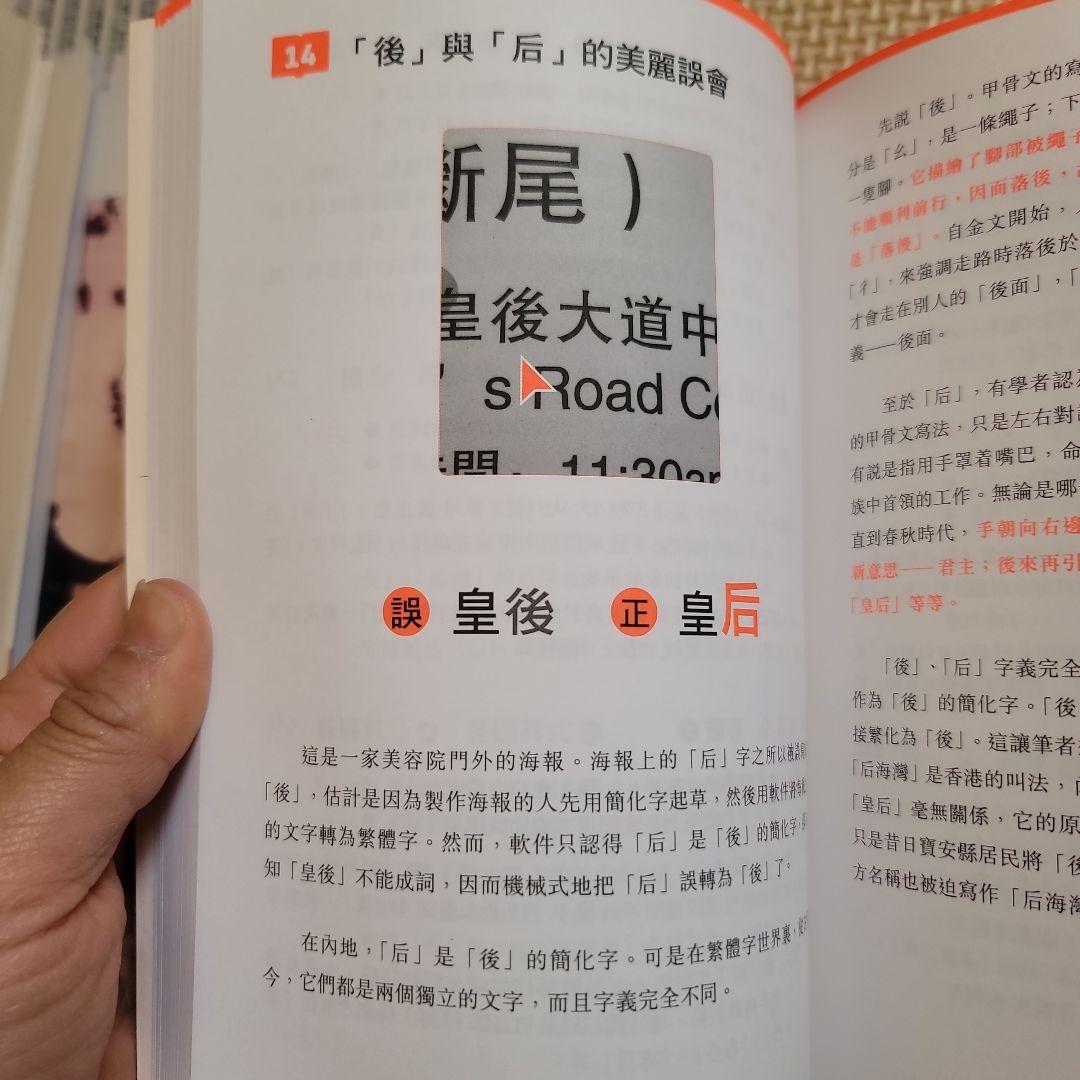 14 「後」與「后」的美麗誤會
斷尾）
皇後大道中
's Road
11:30a
誤 皇後 正 皇后
這是一家美容院門外的海報。海報上的「后」字之所以被誤
「後」，估計是因為製作海報的人先用簡化字起草，然後用軟件將
的文字轉為繁體字。然而，軟件只認得「后」是「後」的簡化字，
知「皇後」不能成詞，因而機械式地把「后」誤轉為「後」了。
在內地，「后」是「後」的簡化字。可是在繁體字世界裏，
今，它們都是兩個獨立的文字，而且字義完全不同。
先說「後」。甲骨文的寫
分是「幺」，是一條繩子；下
一隻腳。它描繪了腳部被繩子
不能順利前行，因而落後，
是「落後」。自金文開始，
「彳」，來強調走路時落後於
才會走在別人的「後面」，「
義——後面。
至於「后」，有學者認為
的甲骨文寫法，只是左右對
有說是指用手罩着嘴巴，命
族中首領的工作。無論是哪
直到春秋時代，手朝向右邊
新意思——君主；後來再引
「皇后」等等。
「後」、「后」字義完全
作為「後」的簡化字。「後
接繁化為「後」。這讓筆者
「后海灣」是香港的叫法，
「皇后」毫無關係，它的原
只是昔日寶安縣居民將「後
方名稱也被迫寫作「后海灣